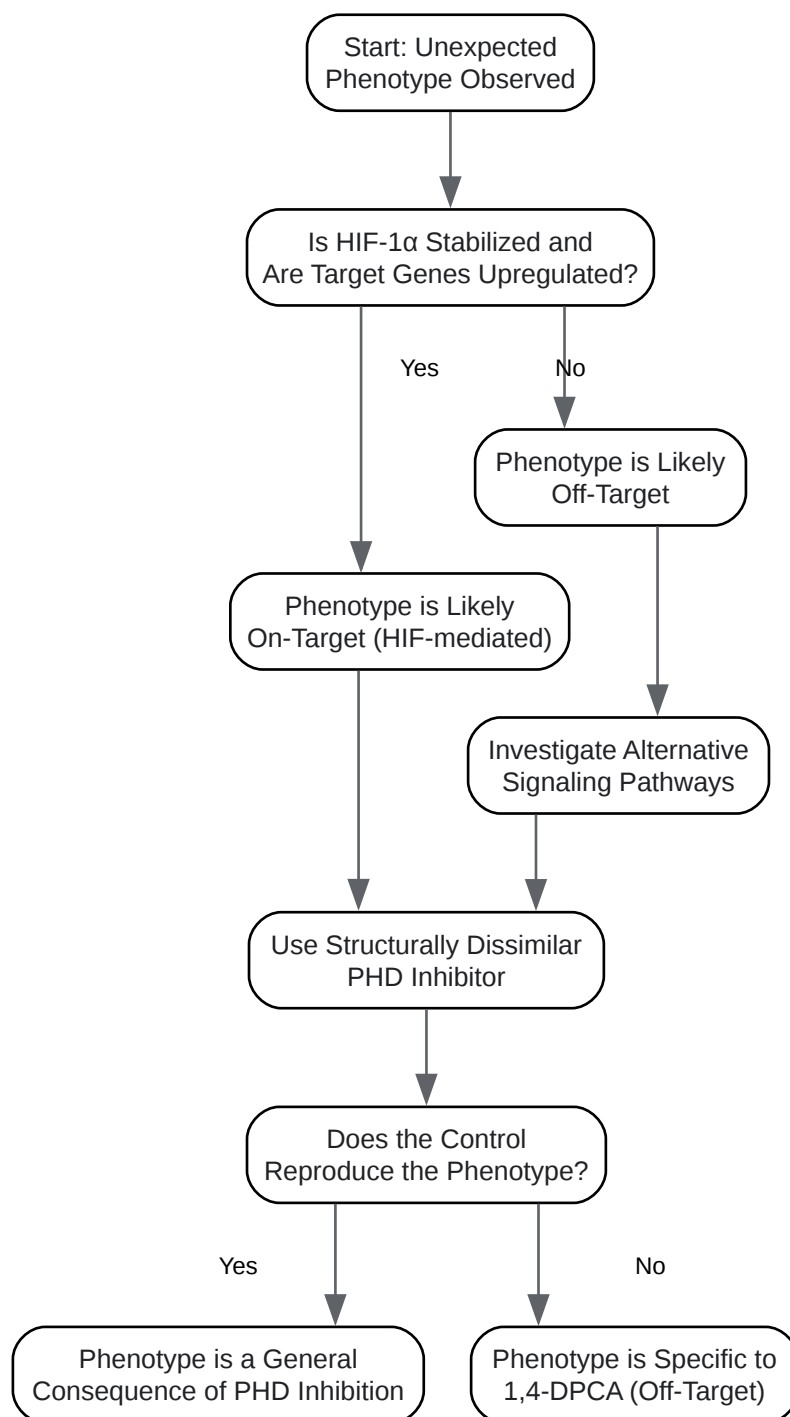 Start: Unexpected
Phenotype Observed
Is HIF-1α Stabilized and
Are Target Genes Upregulated?
Yes
No
Phenotype is Likely
Off-Target
Phenotype is Likely
On-Target (HIF-mediated)
Investigate Alternative
Signaling Pathways
Use Structurally Dissimilar
PHD Inhibitor
Does the Control
Reproduce the Phenotype?
Yes
No
Phenotype is a General
Consequence of PHD Inhibition
Phenotype is Specific to
1,4-DPCA (Off-Target)